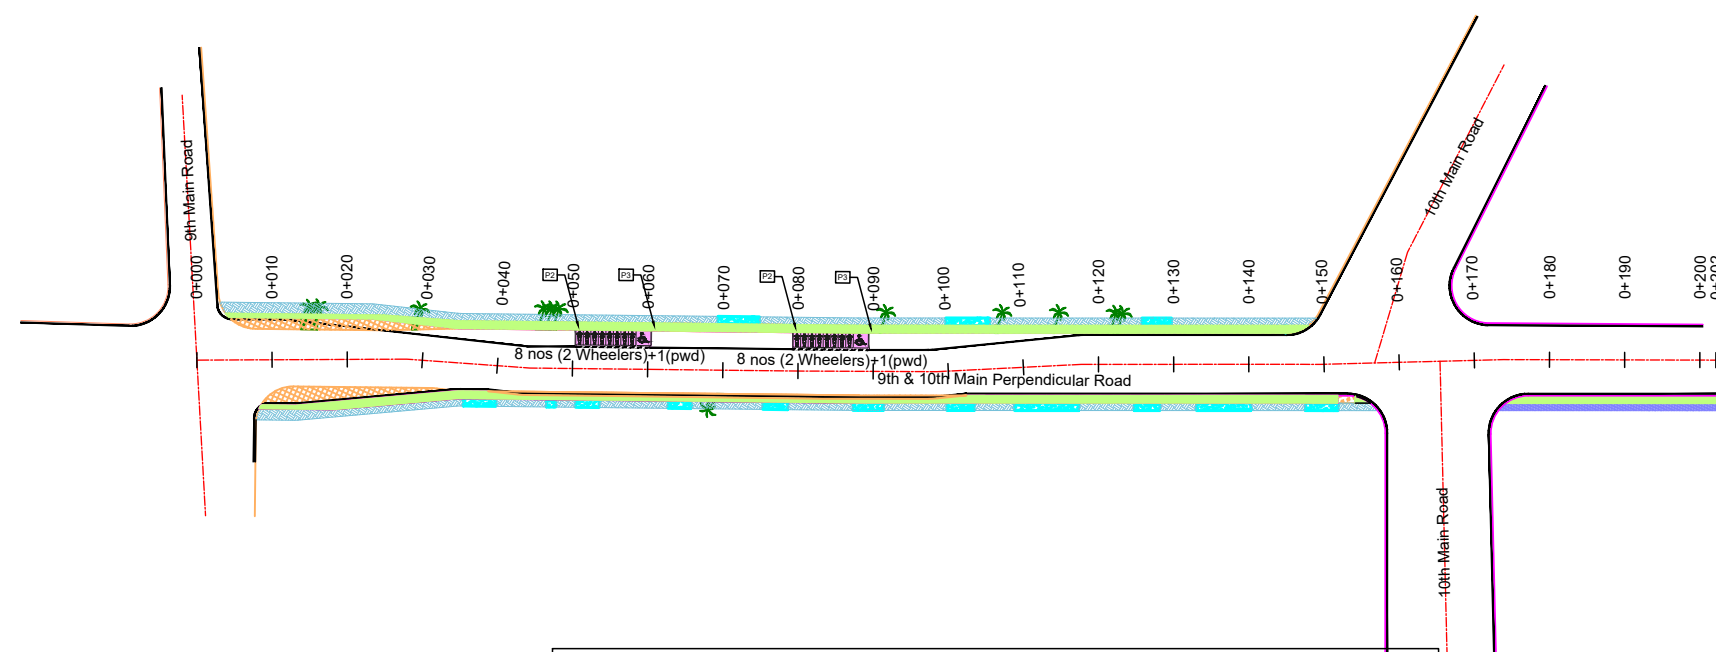 9th Main Road
10th Main Road
0+000
0+010
0+020
0+030
0+040
0+050
0+060
0+070
0+080
0+090
0+100
0+110
0+120
0+130
0+140
0+150
0+160
0+170
0+180
0+190
0+200
0+202
P2
P3
P2
P3
8 nos (2 Wheelers)+1(pwd)
8 nos (2 Wheelers)+1(pwd)
9th & 10th Main Perpendicular Road
10th Main Road